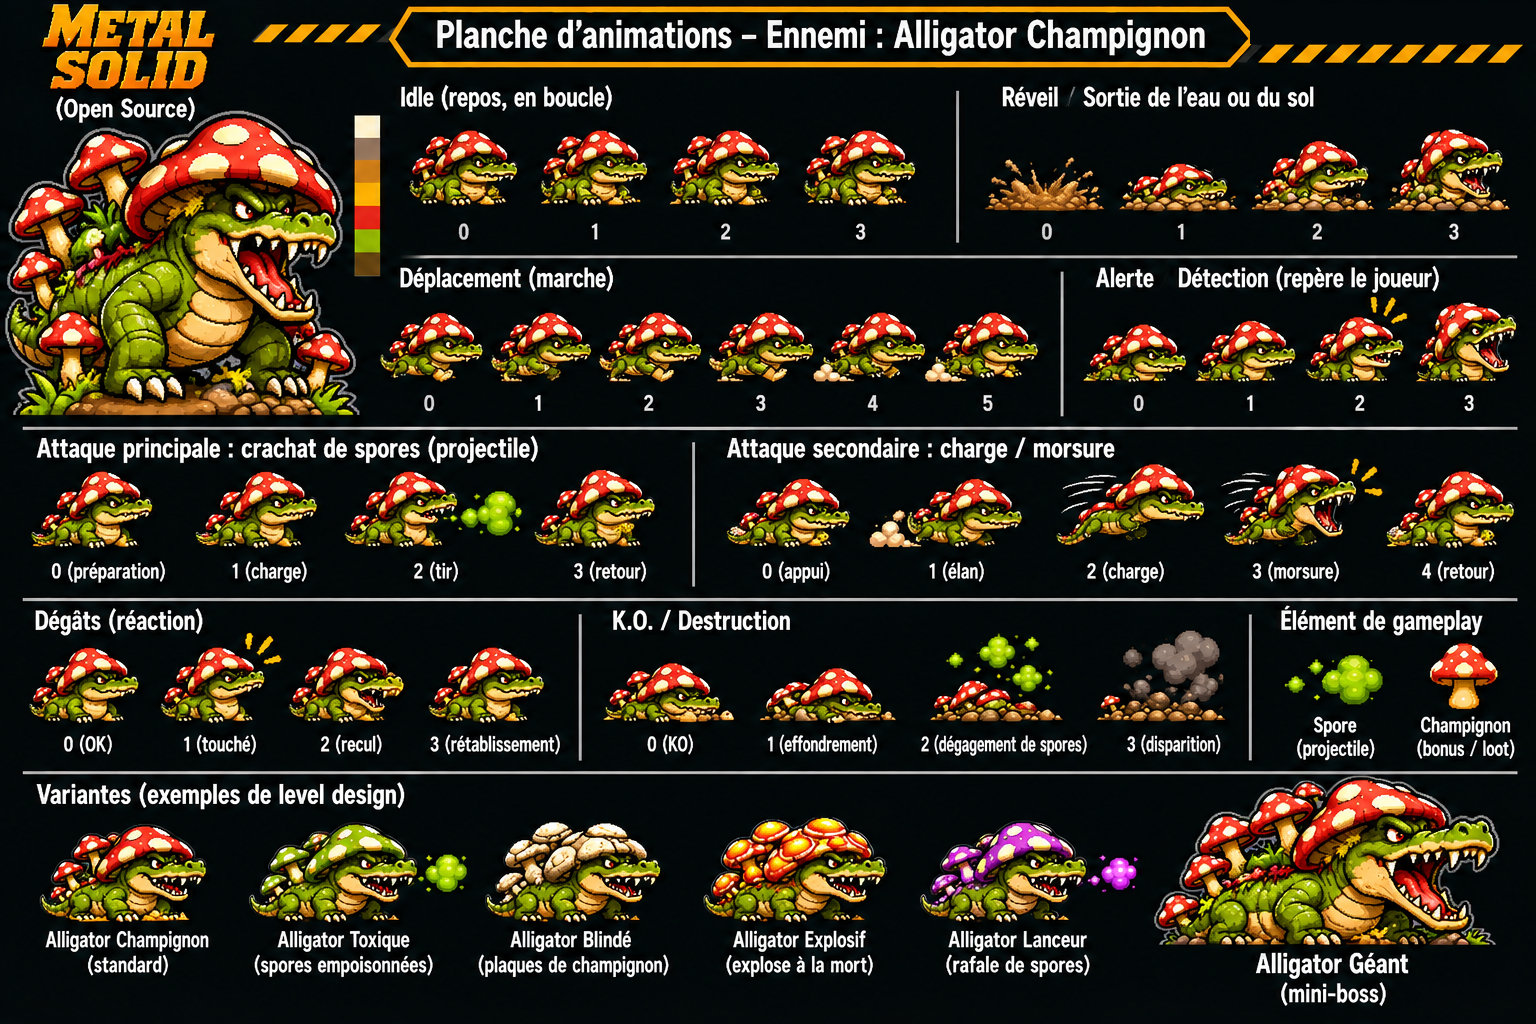 METAL
SOLID
(Open Source)
Planche d'animations – Ennemi : Alligator Champignon
Idle (repos, en boucle)
0 1 2 3
Réveil / Sortie de l'eau ou du sol
0 1 2 3
Déplacement (marche)
0 1 2 3 4 5
Alerte Détection (repère le joueur)
0 1 2 3
Attaque principale : crachat de spores (projectile)
0 (préparation) 1 (charge) 2 (tir) 3 (retour)
Attaque secondaire : charge / morsure
0 (appui) 1 (élan) 2 (charge) 3 (morsure) 4 (retour)
Dégâts (réaction)
0 (OK) 1 (touché) 2 (recul) 3 (rétablissement)
K.O. / Destruction
0 (KO) 1 (effondrement) 2 (dégagement de spores) 3 (disparition)
Élément de gameplay
Spore
(projectile)
Champignon
(bonus / loot)
Variantes (exemples de level design)
Alligator Champignon
(standard)
Alligator Toxique
(spores empoisonnées)
Alligator Blindé
(plaques de champignon)
Alligator Explosif
(explose à la mort)
Alligator Lanceur
(rafale de spores)
Alligator Géant
(mini-boss)